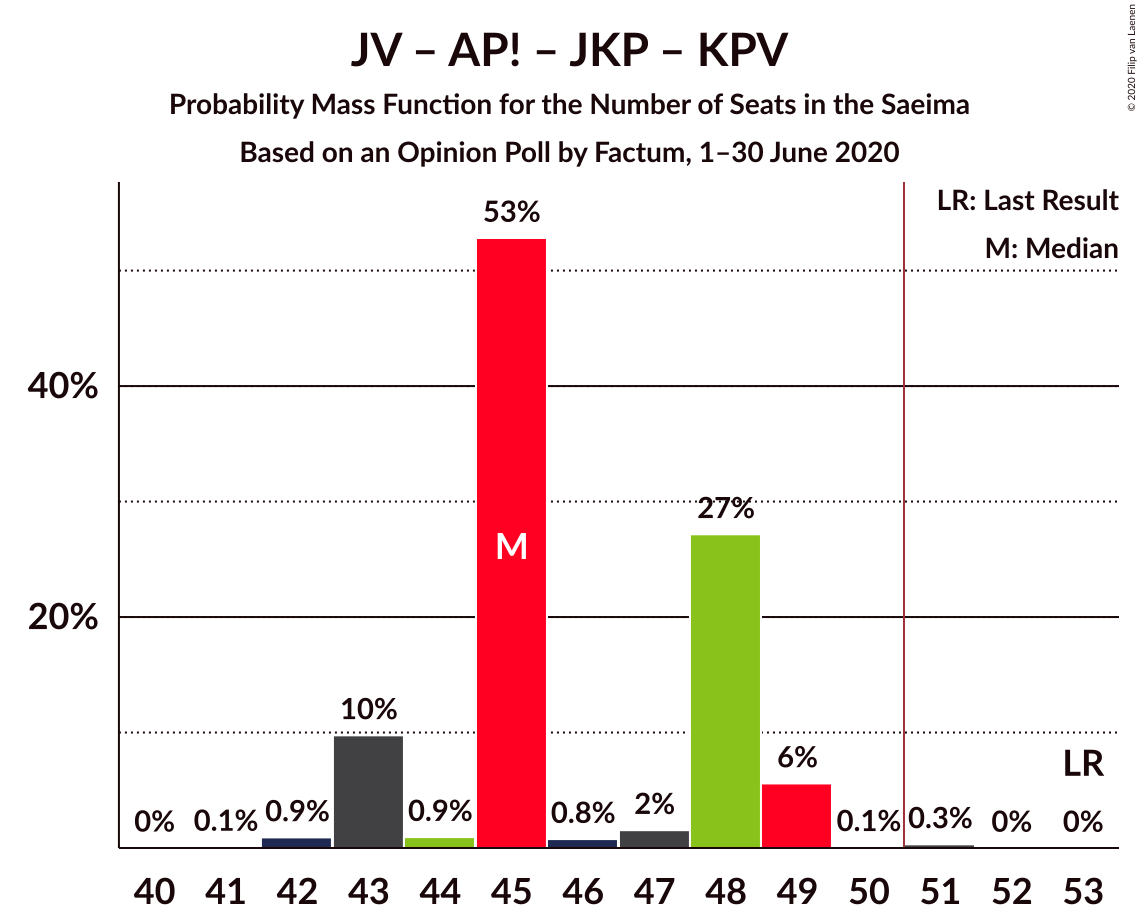 JV – AP! – JKP – KPV
Probability Mass Function for the Number of Seats in the Saeima
Based on an Opinion Poll by Factum, 1–30 June 2020
© 2020 Filip van Laenen
LR: Last Result
M: Median
53%
40%
27%
M
20%
10%
6%
LR
0% 0.1% 0.9% 0.9% 0.8% 2% 0.1% 0.3% 0% 0%
40 41 42 43 44 45 46 47 48 49 50 51 52 53